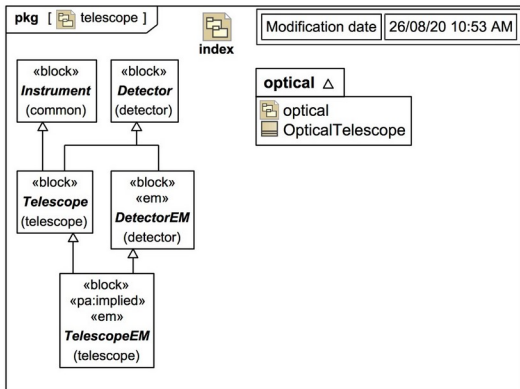 pkg [ telescope ]
index
Modification date 26/08/20 10:53 AM
«block»
Instrument
(common)
«block»
Detector
(detector)
optical
optical
OpticalTelescope
«block»
Telescope
(telescope)
«block»
«em»
DetectorEM
(detector)
«block»
«pa:implied»
«em»
TelescopeEM
(telescope)